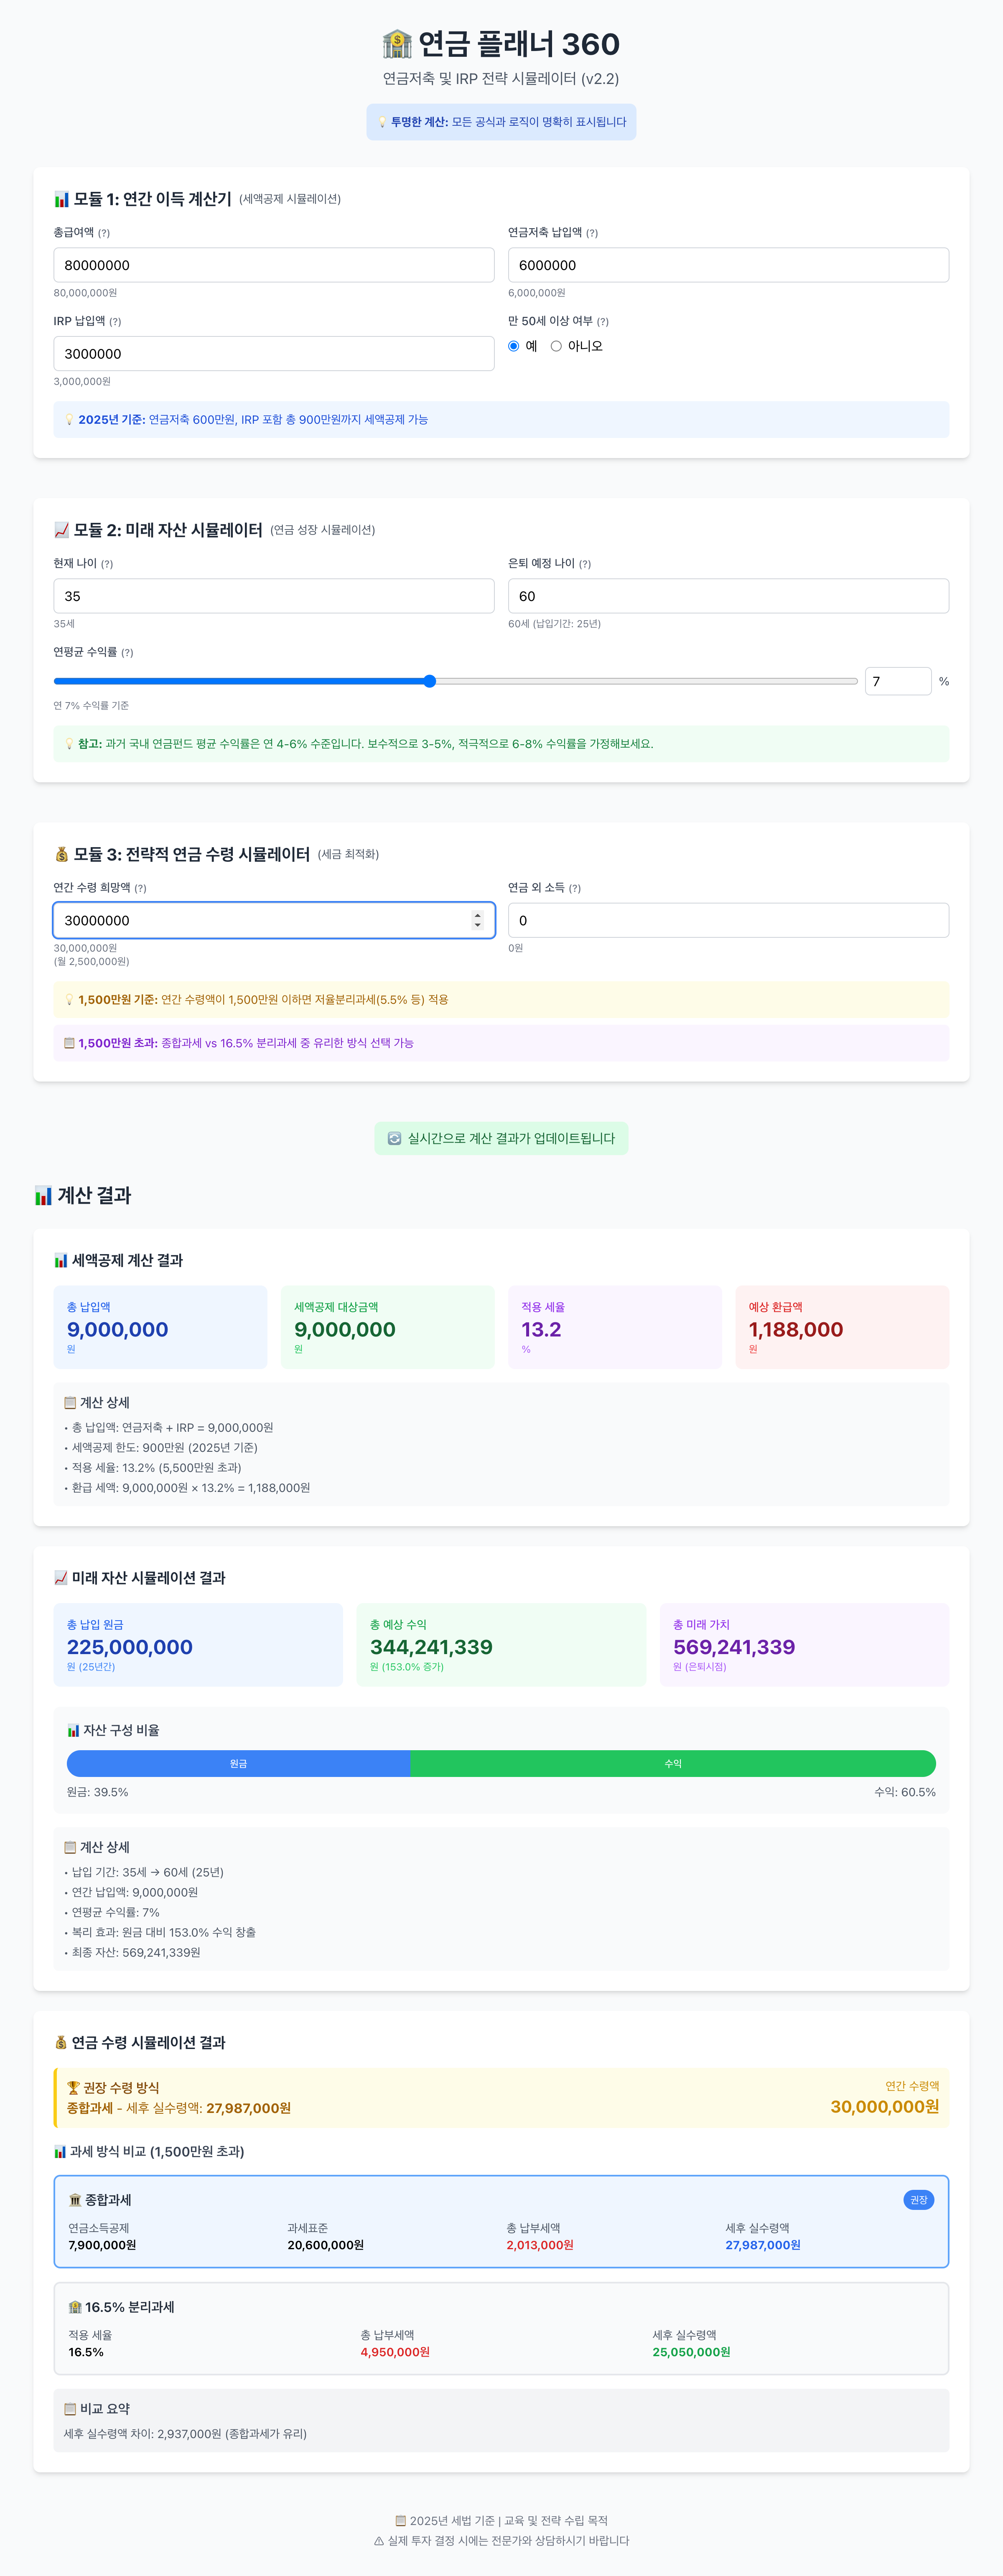 🏦 연금 플래너 360
연금저축 및 IRP 전략 시뮬레이터 (v2.2)
💡 투명한 계산: 모든 공식과 로직이 명확히 표시됩니다
📊 모듈 1: 연간 이득 계산기 (세액공제 시뮬레이션)
총급여액 (?)
80000000
80,000,000원
연금저축 납입액 (?)
6000000
6,000,000원
IRP 납입액 (?)
3000000
3,000,000원
만 50세 이상 여부 (?)
예 아니오
💡 2025년 기준: 연금저축 600만원, IRP 포함 총 900만원까지 세액공제 가능
📈 모듈 2: 미래 자산 시뮬레이터 (연금 성장 시뮬레이션)
현재 나이 (?)
35
35세
은퇴 예정 나이 (?)
60
60세 (납입기간: 25년)
연평균 수익률 (?)
7 %
연 7% 수익률 기준
💡 참고: 과거 국내 연금펀드 평균 수익률은 연 4-6% 수준입니다. 보수적으로 3-5%, 적극적으로 6-8% 수익률을 가정해보세요.
💰 모듈 3: 전략적 연금 수령 시뮬레이터 (세금 최적화)
연간 수령 희망액 (?)
30000000
30,000,000원
(월 2,500,000원)
연금 외 소득 (?)
0
0원
💡 1,500만원 기준: 연간 수령액이 1,500만원 이하면 저율분리과세(5.5% 등) 적용
📋 1,500만원 초과: 종합과세 vs 16.5% 분리과세 중 유리한 방식 선택 가능
🔄 실시간으로 계산 결과가 업데이트됩니다
📊 계산 결과
📊 세액공제 계산 결과
총 납입액
9,000,000
원
세액공제 대상금액
9,000,000
원
적용 세율
13.2
%
예상 환급액
1,188,000
원
📋 계산 상세
• 총 납입액: 연금저축 + IRP = 9,000,000원
• 세액공제 한도: 900만원 (2025년 기준)
• 적용 세율: 13.2% (5,500만원 초과)
• 환급 세액: 9,000,000원 × 13.2% = 1,188,000원
📈 미래 자산 시뮬레이션 결과
총 납입 원금
225,000,000
원 (25년간)
총 예상 수익
344,241,339
원 (153.0% 증가)
총 미래 가치
569,241,339
원 (은퇴시점)
📊 자산 구성 비율
원금 수익
원금: 39.5% 수익: 60.5%
📋 계산 상세
• 납입 기간: 35세 → 60세 (25년)
• 연간 납입액: 9,000,000원
• 연평균 수익률: 7%
• 복리 효과: 원금 대비 153.0% 수익 창출
• 최종 자산: 569,241,339원
💰 연금 수령 시뮬레이션 결과
🏆 권장 수령 방식
종합과세 - 세후 실수령액: 27,987,000원
연간 수령액
30,000,000원
📊 과세 방식 비교 (1,500만원 초과)
🏛️ 종합과세 권장
연금소득공제
7,900,000원
과세표준
20,600,000원
총 납부세액
2,013,000원
세후 실수령액
27,987,000원
🏦 16.5% 분리과세
적용 세율
16.5%
총 납부세액
4,950,000원
세후 실수령액
25,050,000원
📋 비교 요약
세후 실수령액 차이: 2,937,000원 (종합과세가 유리)
📋 2025년 세법 기준 | 교육 및 전략 수립 목적
⚠ 실제 투자 결정 시에는 전문가와 상담하시기 바랍니다